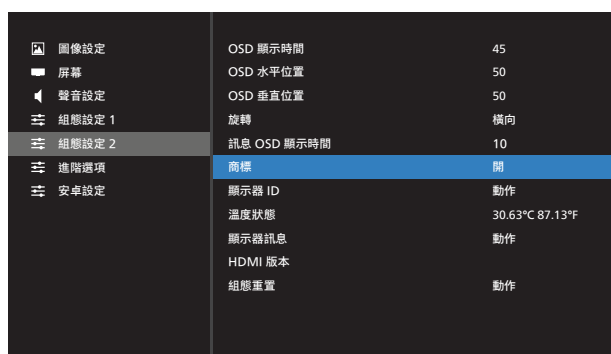 圖像設定
屏幕
聲音設定
組態設定 1
組態設定 2
進階選項
安卓設定
OSD 顯示時間 45
OSD 水平位置 50
OSD 垂直位置 50
旋轉 橫向
訊息 OSD 顯示時間 10
商標 開
顯示器 ID 動作
溫度狀態 30.63°C 87.13°F
顯示器訊息 動作
HDMI 版本
組態重置 動作